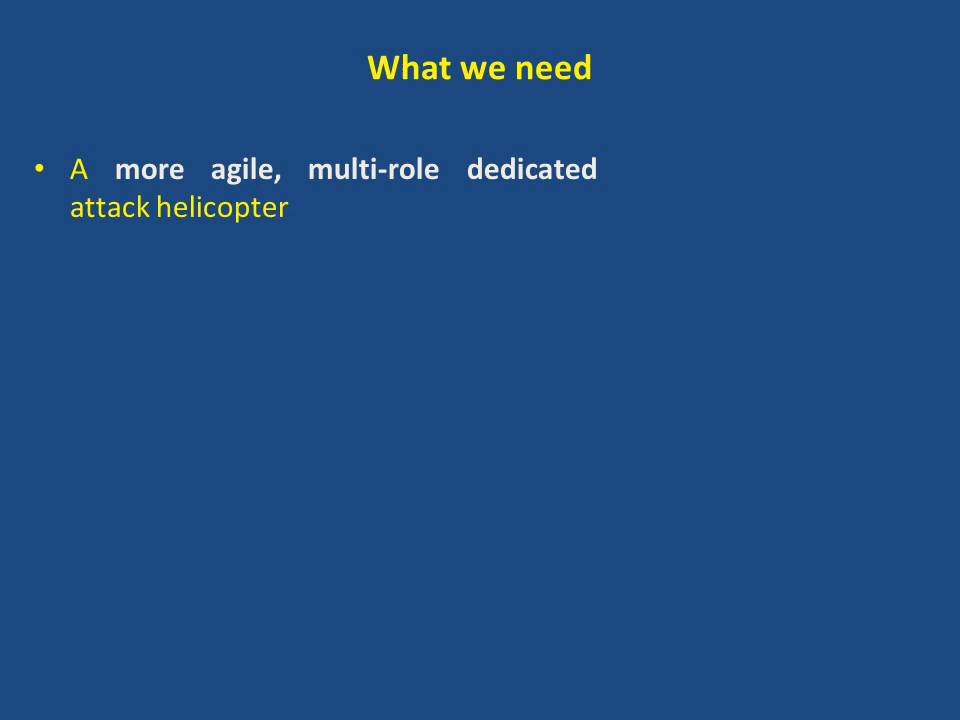 What we need
• A more agile, multi-role dedicated
attack helicopter